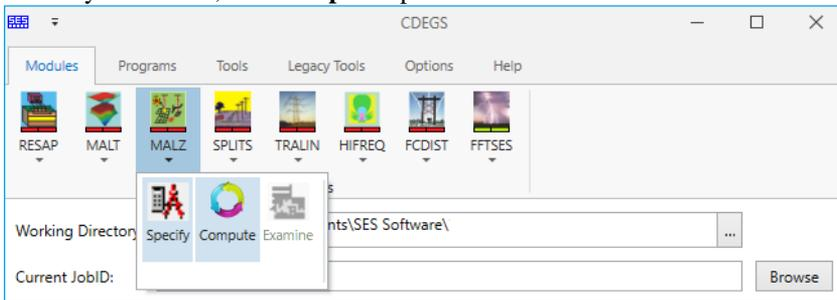 SES CDEGS
Modules Programs Tools Legacy Tools Options Help
RESAP MALT MALZ SPLITS TRALIN HIFREQ FCDIST FFTSES
s
Specify Compute Examine
Working Directory nts\SES Software\
...
Current JobID: Browse